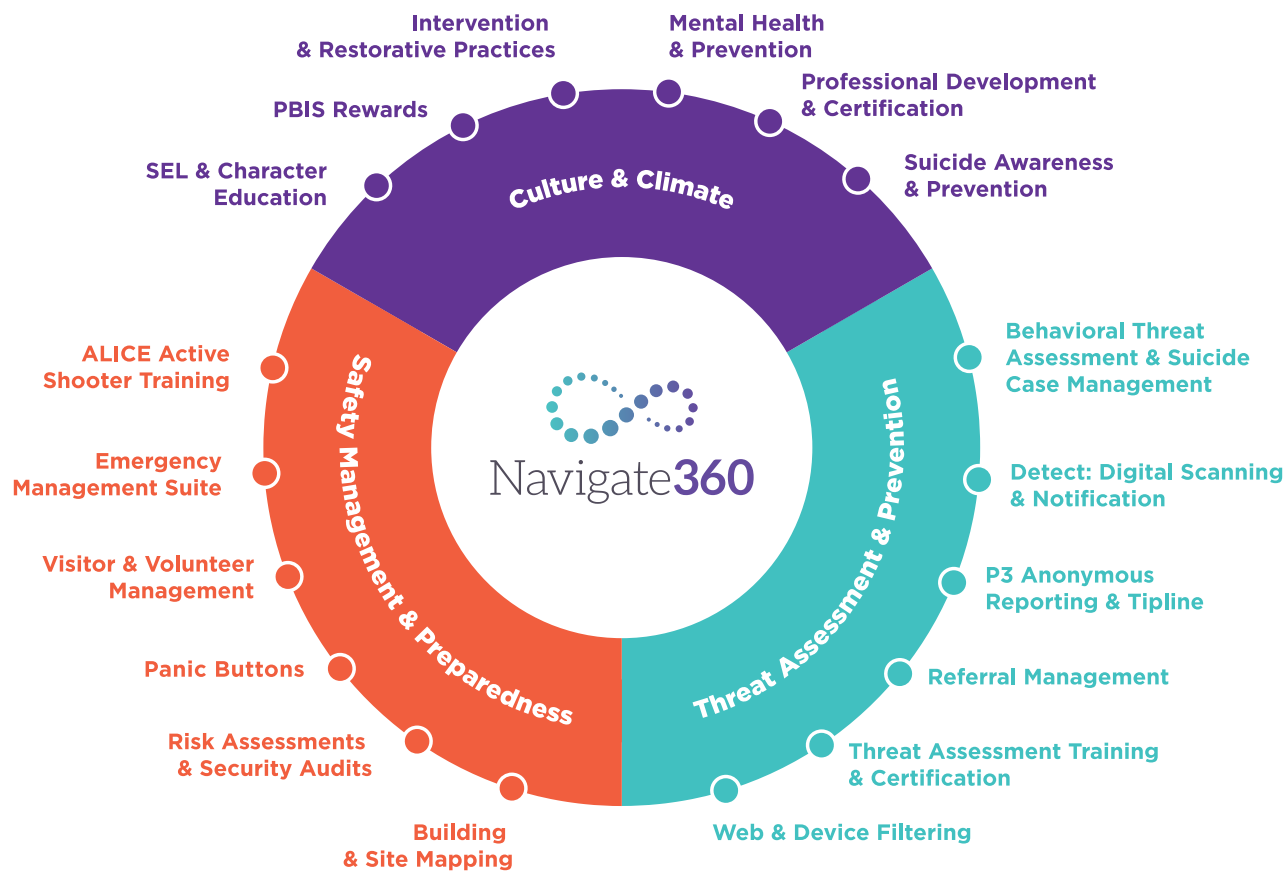 Intervention
& Restorative Practices
Mental Health
& Prevention
PBIS Rewards
Professional Development
& Certification
SEL & Character
Education
Suicide Awareness
& Prevention
Culture & Climate
ALICE Active
Shooter Training
Behavioral Threat
Assessment & Suicide
Case Management
Safety Management & Preparedness
Navigate360
Threat Assessment & Prevention
Emergency
Management Suite
Detect: Digital Scanning
& Notification
Visitor & Volunteer
Management
P3 Anonymous
Reporting & Tipline
Panic Buttons
Referral Management
Risk Assessments
& Security Audits
Threat Assessment Training
& Certification
Building
& Site Mapping
Web & Device Filtering